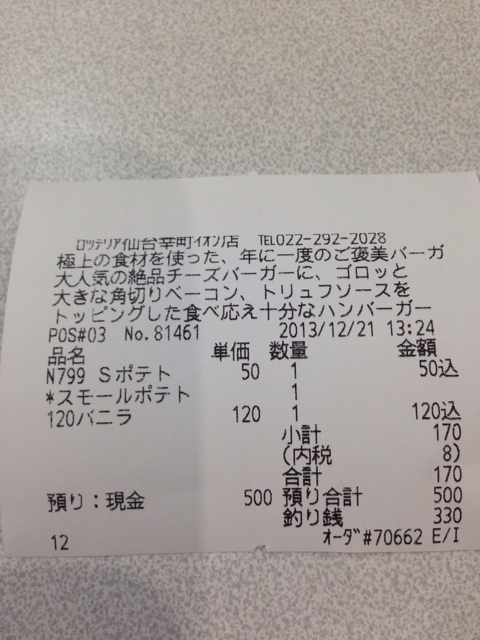 ロッテリア仙台幸町イオン店 TEL022-292-2028
極上の食材を使った、年に一度のご褒美バーガ
大人気の絶品チーズバーガーに、ゴロッと
大きな角切りベーコン、トリュフソースを
トッピングした食べ応え十分なハンバーガー
POS#03 No.81461 2013/12/21 13:24
品名 単価 数量 金額
N799 Sポテト 50 1 50込
*スモールポテト 1
120バニラ 120 1 120込
小計 170
(内税 8)
合計 170
預り:現金 500 預り合計 500
釣り銭 330
12 オーダ#70662 E/I